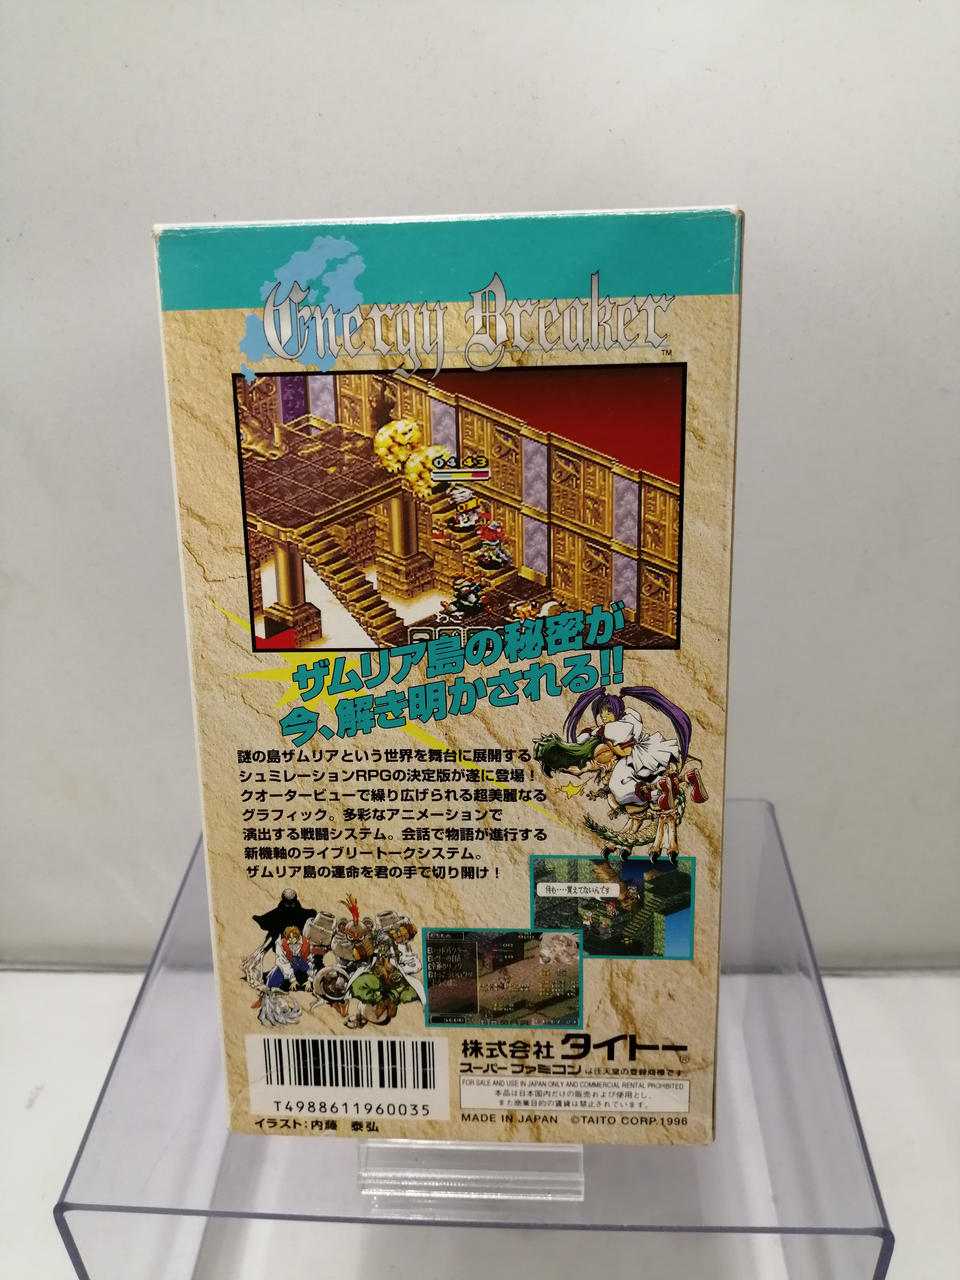 Energy Breaker
TM
04 43
ザムリア島の秘密が
今、解き明かされる!!
謎の島ザムリアという世界を舞台に展開する
シュミレーションRPGの決定版が遂に登場！
クオータービューで繰り広げられる超美麗なる
グラフィック。多彩なアニメーションで
演出する戦闘システム。会話で物語が進行する
新機軸のライブリートークシステム。
ザムリア島の運命を君の手で切り開け！
何も‥‥覚えてないんです
株式会社 タイトー®
スーパーファミコン は任天堂の登録商標です
FOR SALE AND USE IN JAPAN ONLY AND COMMERCIAL RENTAL PROHIBITED
本品は日本国内だけの販売および使用とし、
また商業目的の賃貸は禁止されています。
T4988611960035
MADE IN JAPAN ©TAITO CORP.1996
イラスト：内藤 泰弘